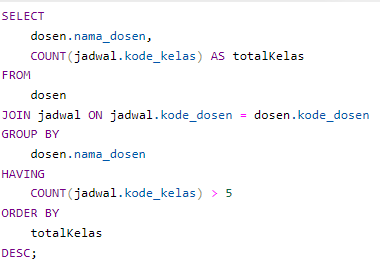 SELECT
    dosen.nama_dosen,
    COUNT(jadwal.kode_kelas) AS totalKelas
FROM
    dosen
JOIN jadwal ON jadwal.kode_dosen = dosen.kode_dosen
GROUP BY
    dosen.nama_dosen
HAVING
    COUNT(jadwal.kode_kelas) > 5
ORDER BY
    totalKelas
DESC;